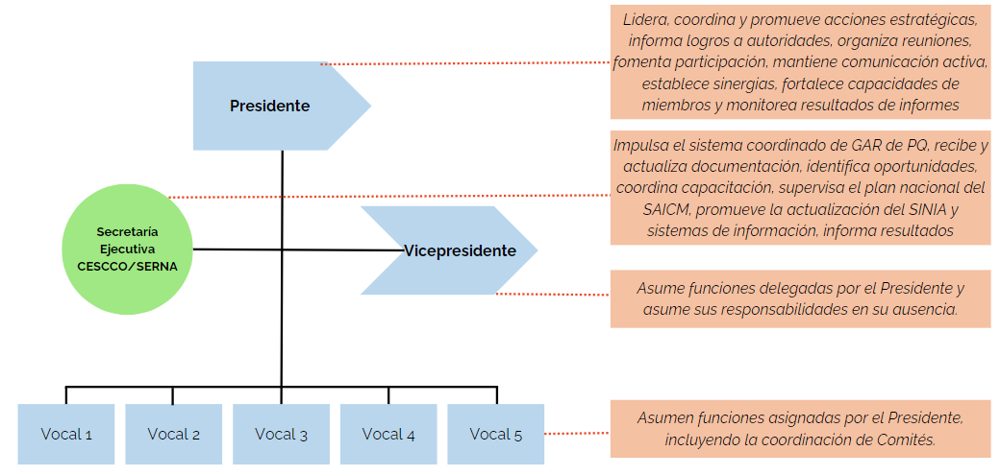 Lidera, coordina y promueve acciones estratégicas,
informa logros a autoridades, organiza reuniones,
fomenta participación, mantiene comunicación activa,
establece sinergias, fortalece capacidades de
miembros y monitorea resultados de informes
Presidente
Impulsa el sistema coordinado de GAR de PQ, recibe y
actualiza documentación, identifica oportunidades,
coordina capacitación, supervisa el plan nacional del
SAICM, promueve la actualización del SINIA y
sistemas de información, informa resultados
Secretaría
Ejecutiva
CESCCO/SERNA
Vicepresidente
Asume funciones delegadas por el Presidente y
asume sus responsabilidades en su ausencia.
Vocal 1
Vocal 2
Vocal 3
Vocal 4
Vocal 5
Asumen funciones asignadas por el Presidente,
incluyendo la coordinación de Comités.